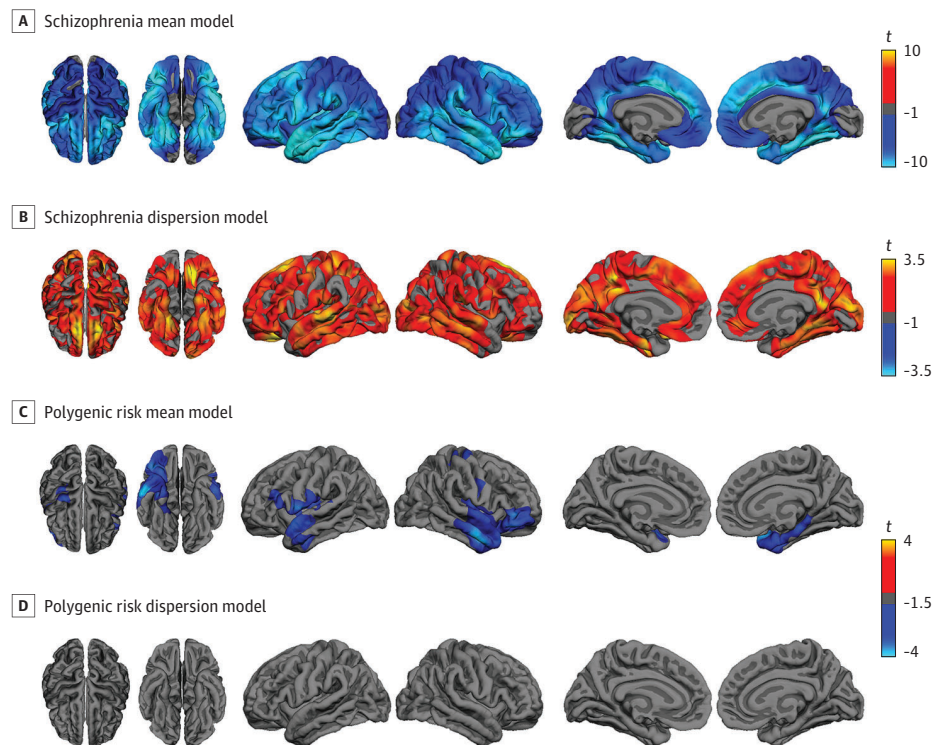 A Schizophrenia mean model
t
10
-1
-10
B Schizophrenia dispersion model
t
3.5
-1
-3.5
C Polygenic risk mean model
t
4
-1.5
-4
D Polygenic risk dispersion model